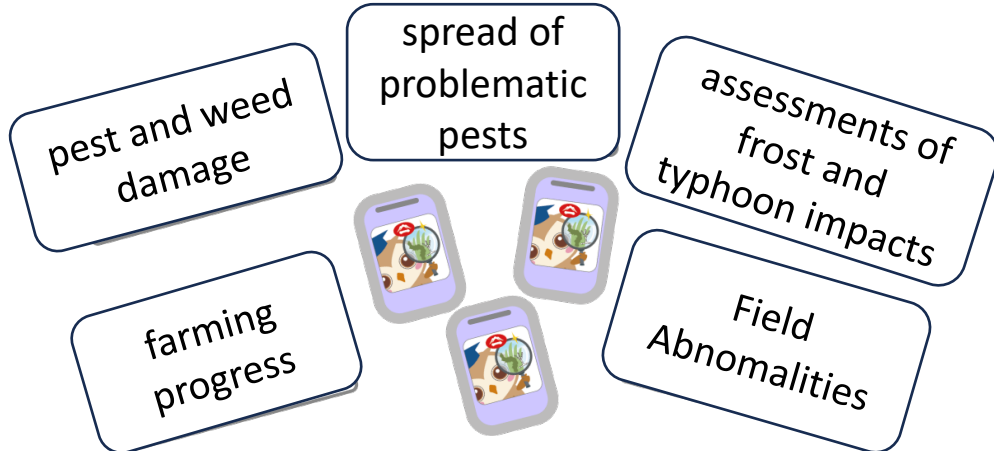 pest and weed
damage
spread of
problematic
pests
assessments of
frost and
typhoon impacts
farming
progress
Field
Abnomalities